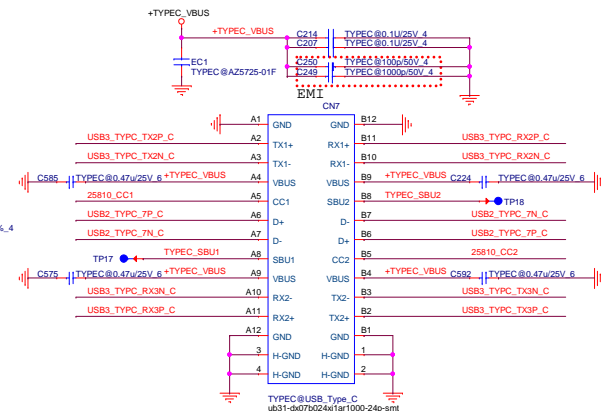 +TYPEC_VBUS
+TYPEC_VBUS
C214 TYPEC@0.1U/25V_4
C207 TYPEC@0.1U/25V_4
C250 TYPEC@100p/50V_4
C249 TYPEC@1000p/50V_4
EC1
TYPEC@AZ5725-01F
EMI
CN7
A1 GND GND B12
USB3_TYPC_TX2P_C A2 TX1+ RX1+ B11 USB3_TYPC_RX2P_C
USB3_TYPC_TX2N_C A3 TX1- RX1- B10 USB3_TYPC_RX2N_C
C585 TYPEC@0.47u/25V_6 +TYPEC_VBUS A4 VBUS VBUS B9 +TYPEC_VBUS C224 TYPEC@0.47u/25V_6
25810_CC1 A5 CC1 SBU2 B8 TYPEC_SBU2 TP18
USB2_TYPC_7P_C A6 D+ D- B7 USB2_TYPC_7N_C
%_4
USB2_TYPC_7N_C A7 D- D+ B6 USB2_TYPC_7P_C
TP17 TYPEC_SBU1 A8 SBU1 CC2 B5 25810_CC2
C575 TYPEC@0.47u/25V_6 +TYPEC_VBUS A9 VBUS VBUS B4 +TYPEC_VBUS C592 TYPEC@0.47u/25V_6
USB3_TYPC_RX3N_C A10 RX2- TX2- B3 USB3_TYPC_TX3N_C
USB3_TYPC_RX3P_C A11 RX2+ TX2+ B2 USB3_TYPC_TX3P_C
A12 GND GND B1
3 H-GND H-GND 1
4 H-GND H-GND 2
TYPEC@USB_Type_C
ub31-dx07b024xi1ar1000-24p-smt